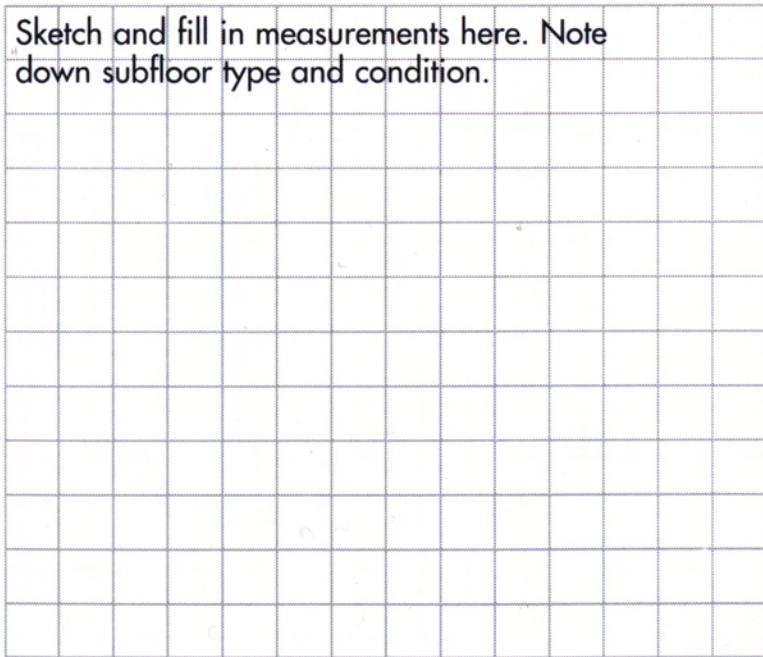 Sketch and fill in measurements here. Note
down subfloor type and condition.